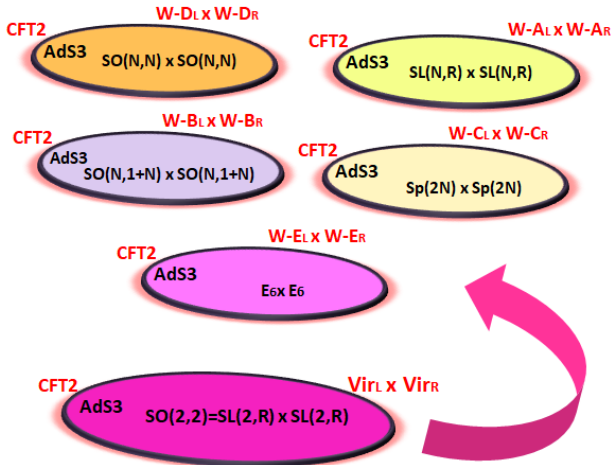 W-DL x W-DR
CFT2
AdS3
SO(N,N) x SO(N,N)
W-AL x W-AR
CFT2
AdS3
SL(N,R) x SL(N,R)
W-BL x W-BR
CFT2
AdS3
SO(N,1+N) x SO(N,1+N)
W-CL x W-CR
CFT2
AdS3
Sp(2N) x Sp(2N)
W-EL x W-ER
CFT2
AdS3
E6x E6
VirL x VirR
CFT2
AdS3
SO(2,2)=SL(2,R) x SL(2,R)